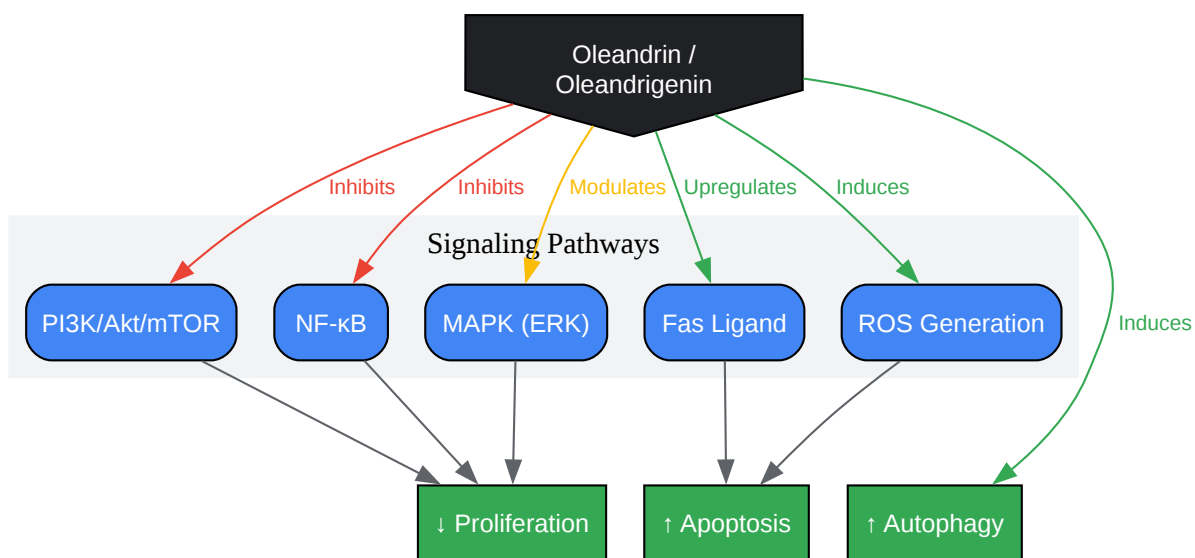 Oleandrin /
Oleandrigenin
Inhibits
Inhibits
Modulates
Upregulates
Induces
Signaling Pathways
PI3K/Akt/mTOR
NF-κB
MAPK (ERK)
Fas Ligand
ROS Generation
Induces
↓ Proliferation
↑ Apoptosis
↑ Autophagy